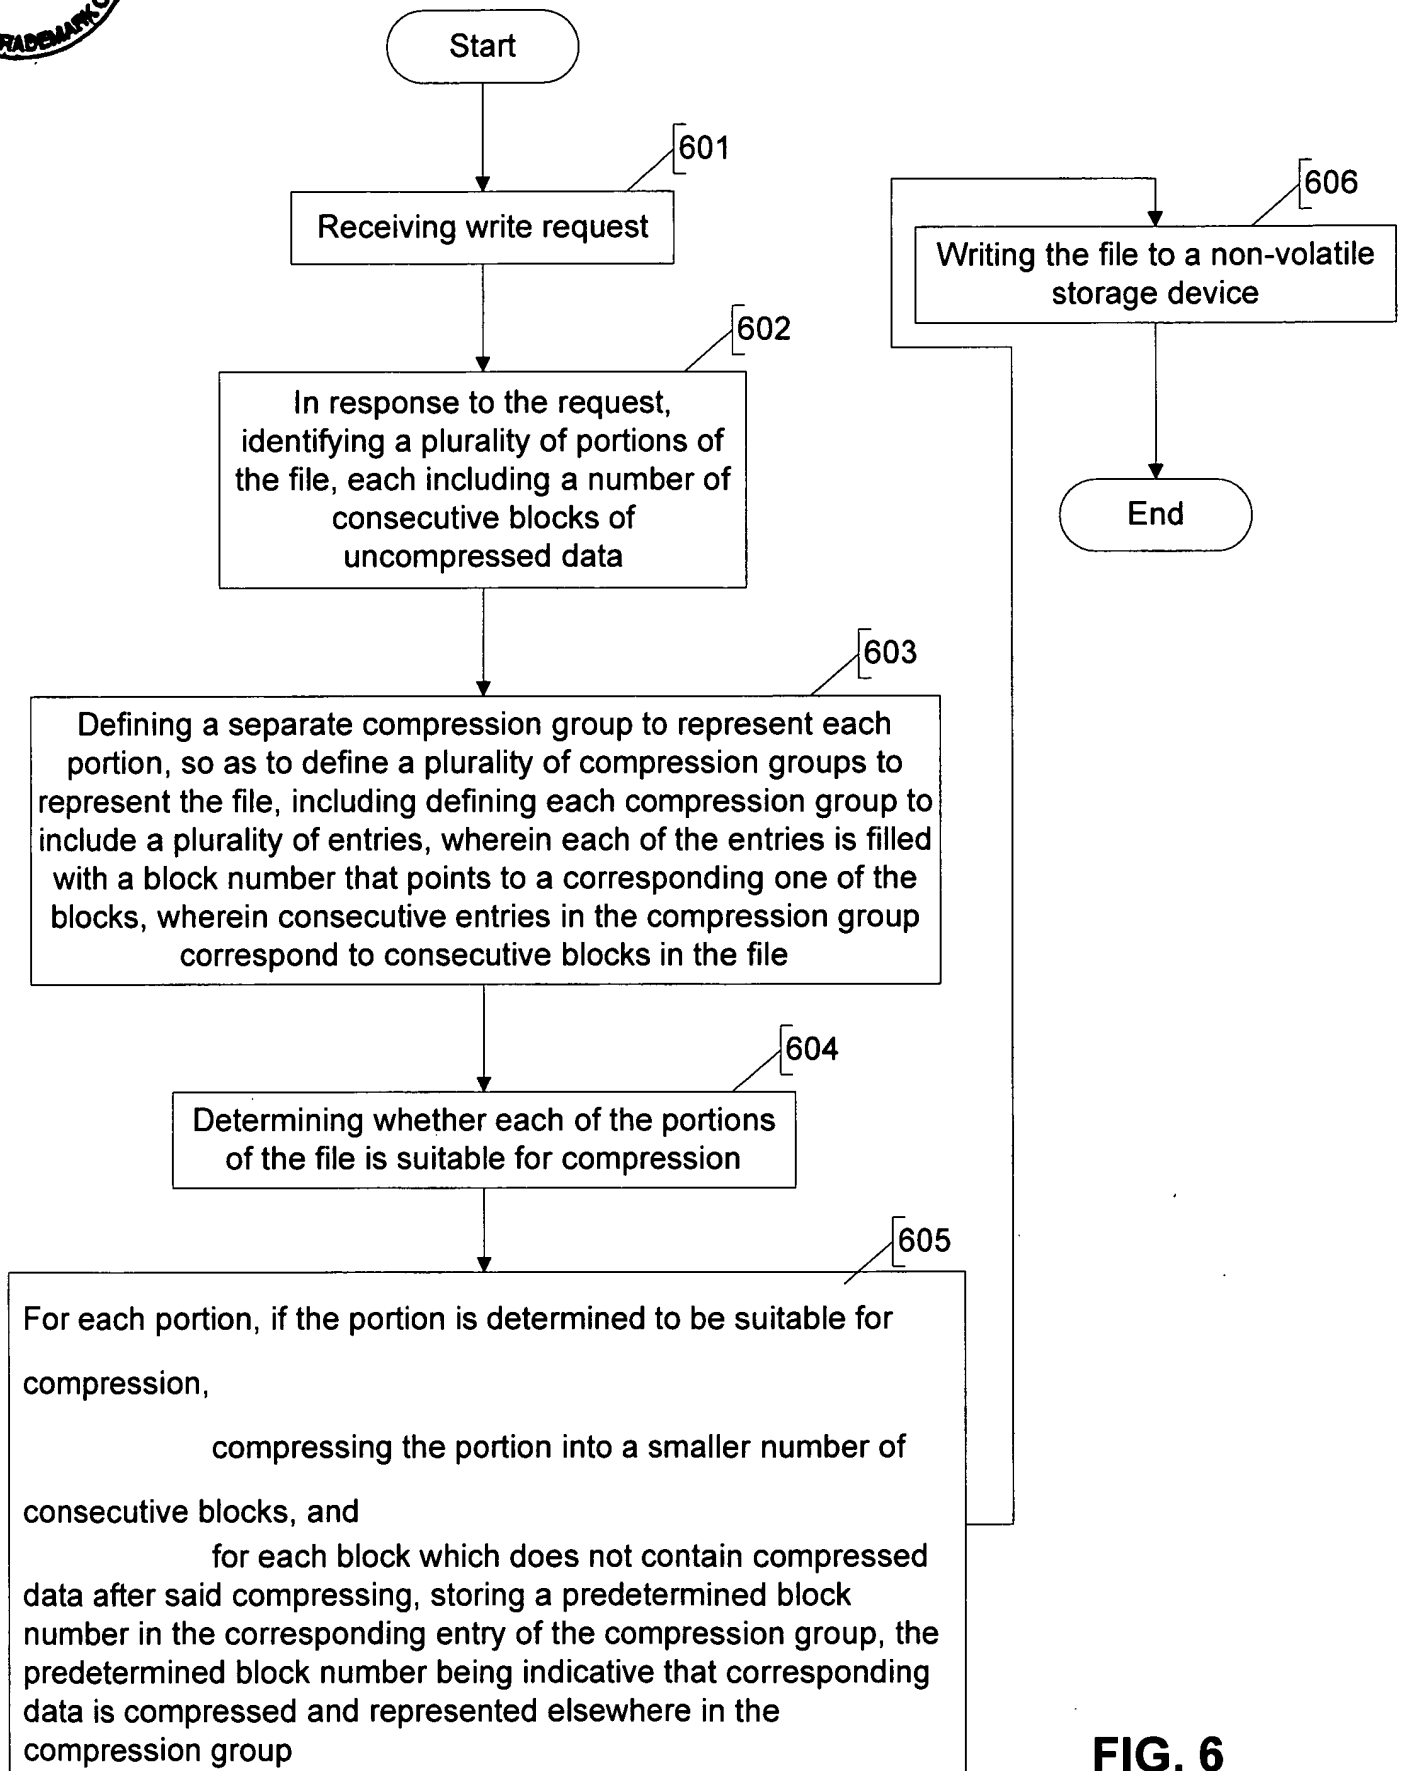 TRADEMARK
Start
601
Receiving write request
602
In response to the request,
identifying a plurality of portions of
the file, each including a number of
consecutive blocks of
uncompressed data
603
Defining a separate compression group to represent each
portion, so as to define a plurality of compression groups to
represent the file, including defining each compression group to
include a plurality of entries, wherein each of the entries is filled
with a block number that points to a corresponding one of the
blocks, wherein consecutive entries in the compression group
correspond to consecutive blocks in the file
604
Determining whether each of the portions
of the file is suitable for compression
605
For each portion, if the portion is determined to be suitable for
compression,
compressing the portion into a smaller number of
consecutive blocks, and
for each block which does not contain compressed
data after said compressing, storing a predetermined block
number in the corresponding entry of the compression group, the
predetermined block number being indicative that corresponding
data is compressed and represented elsewhere in the
compression group
606
Writing the file to a non-volatile
storage device
End
FIG. 6